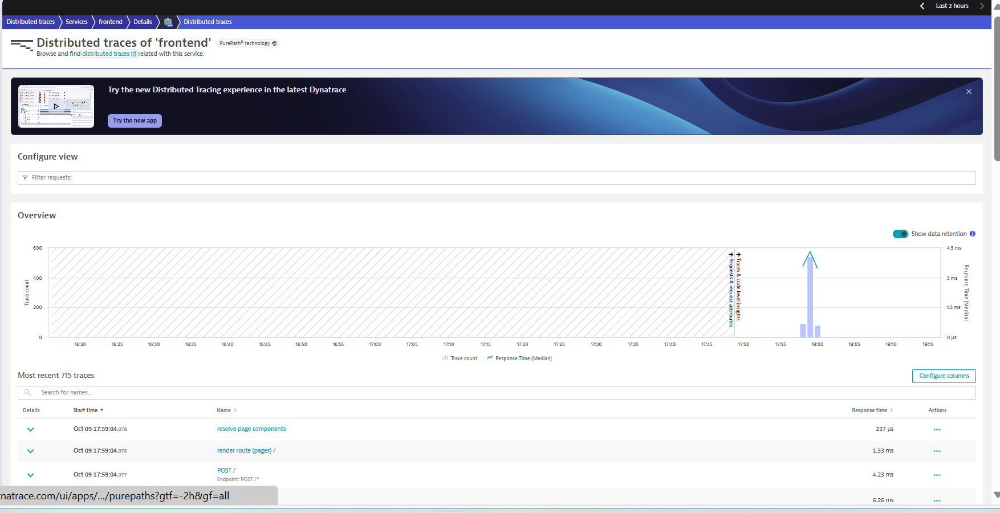 Last 2 hours
Distributed traces
Services
frontend
Details
Distributed traces
Distributed traces of 'frontend'
PurePath® technology
Browse and find distributed traces related with this service.
Try the new Distributed Tracing experience in the latest Dynatrace
Try the new app
Configure view
Filter requests:
Overview
Show data retention
600
400
200
0
Trace count
4.5 ms
3 ms
1.5 ms
0 µs
Response Time (Median)
Requests & request attributes
Traces & code level insights
16:20 16:25 16:30 16:35 16:40 16:45 16:50 16:55 17:00 17:05 17:10 17:15 17:20 17:25 17:30 17:35 17:40 17:45 17:50 17:55 18:00 18:05 18:10 18:15
Trace count Response Time (Median)
Most recent 715 traces
Configure columns
Search for names...
Details Start time Name Response time Actions
Oct 09 17:59:04.078 resolve page components 237 µs
Oct 09 17:59:04.078 render route (pages) / 1.33 ms
Oct 09 17:59:04.077 POST / 4.23 ms
Endpoint: POST /*
natrace.com/ui/apps/.../purepaths?gtf=-2h&gf=all
6.26 ms